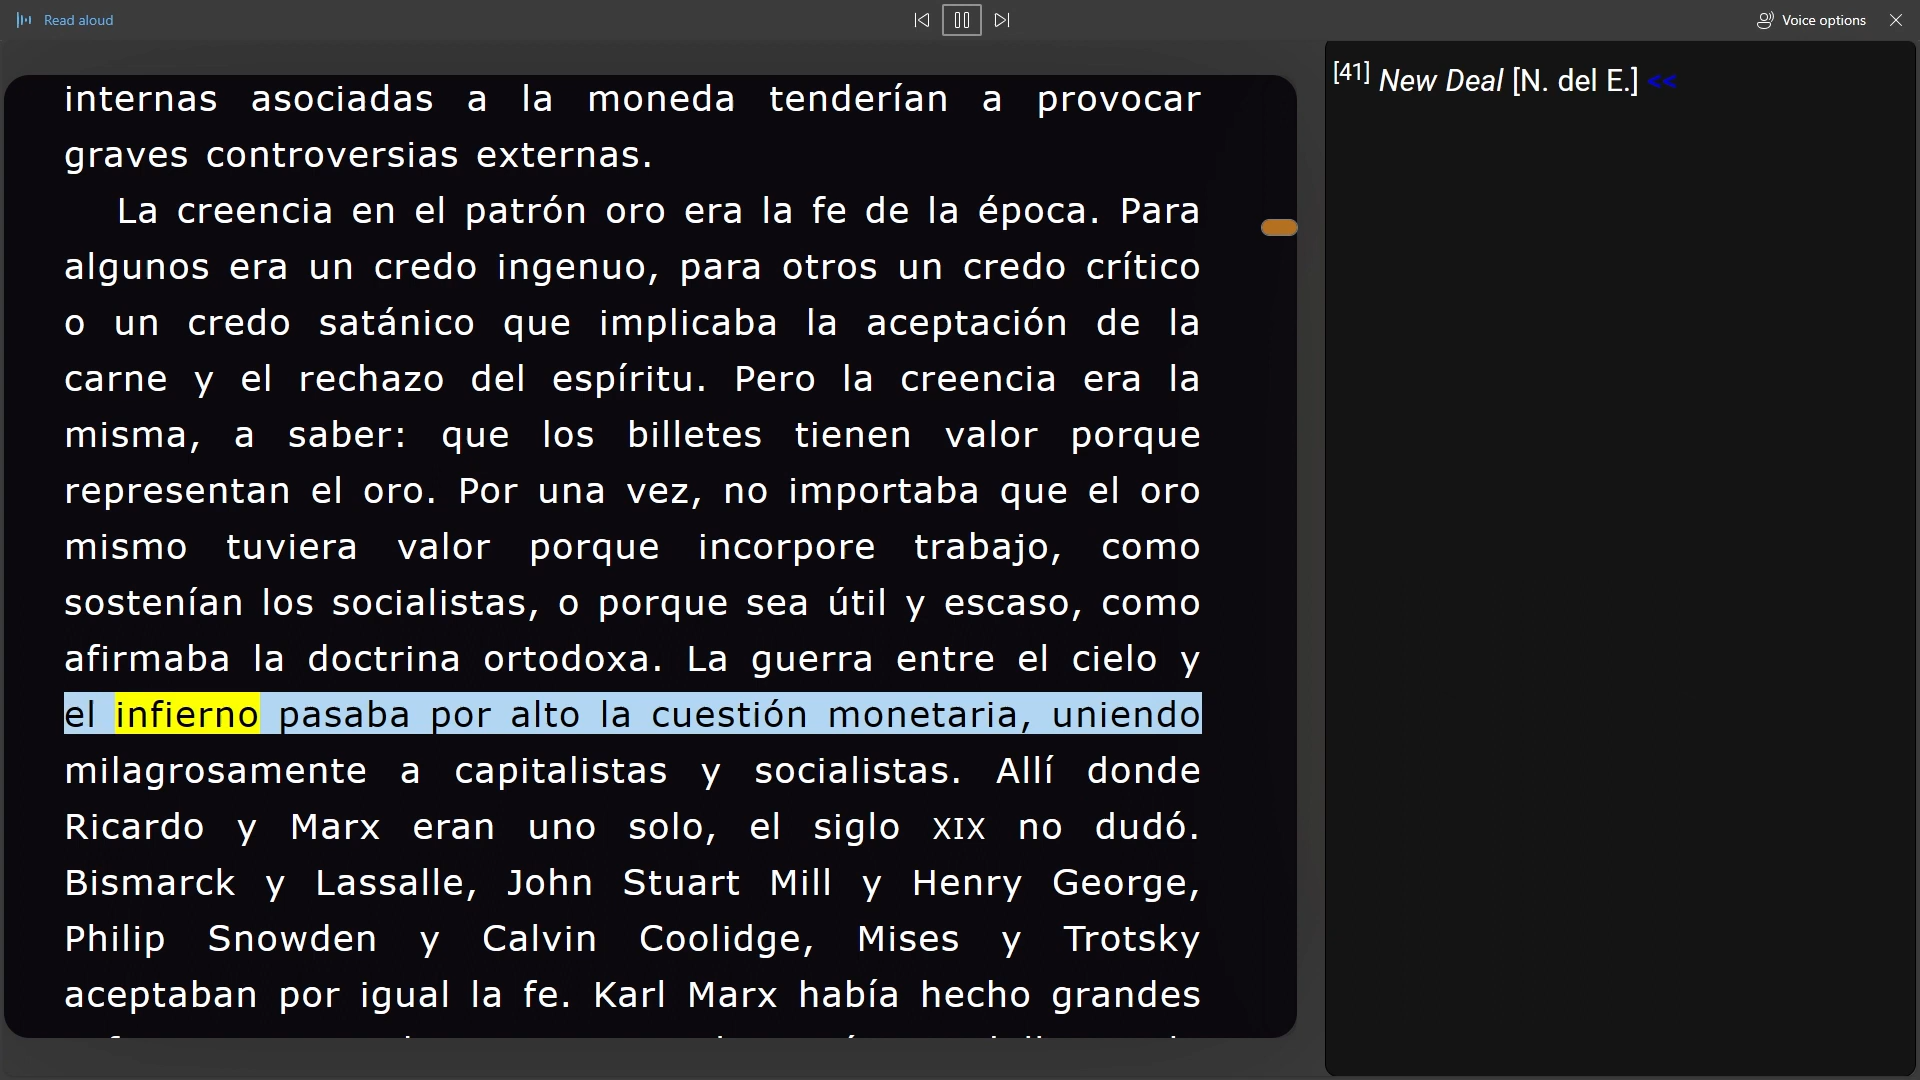 Read aloud
Voice options
internas asociadas a la moneda tenderían a provocar
graves controversias externas.
La creencia en el patrón oro era la fe de la época. Para
algunos era un credo ingenuo, para otros un credo crítico
o un credo satánico que implicaba la aceptación de la
carne y el rechazo del espíritu. Pero la creencia era la
misma, a saber: que los billetes tienen valor porque
representan el oro. Por una vez, no importaba que el oro
mismo tuviera valor porque incorpore trabajo, como
sostenían los socialistas, o porque sea útil y escaso, como
afirmaba la doctrina ortodoxa. La guerra entre el cielo y
el infierno pasaba por alto la cuestión monetaria, uniendo
milagrosamente a capitalistas y socialistas. Allí donde
Ricardo y Marx eran uno solo, el siglo XIX no dudó.
Bismarck y Lassalle, John Stuart Mill y Henry George,
Philip Snowden y Calvin Coolidge, Mises y Trotsky
aceptaban por igual la fe. Karl Marx había hecho grandes
[41] New Deal [N. del E.] <<